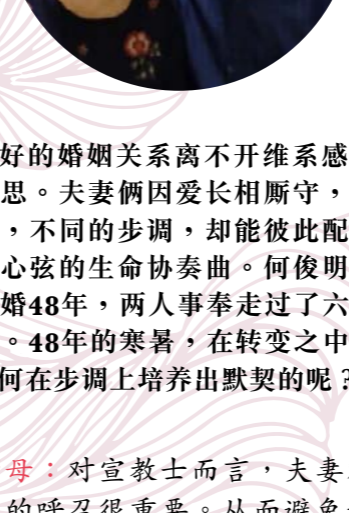 好的婚姻关系离不开维系感
思。夫妻俩因爱长相厮守，
，不同的步调，却能彼此配
心弦的生命协奏曲。何俊明
婚48年，两人事奉走过了六
。48年的寒暑，在转变之中
何在步调上培养出默契的呢？
母：对宣教士而言，夫妻
的呼召很重要。从而避免